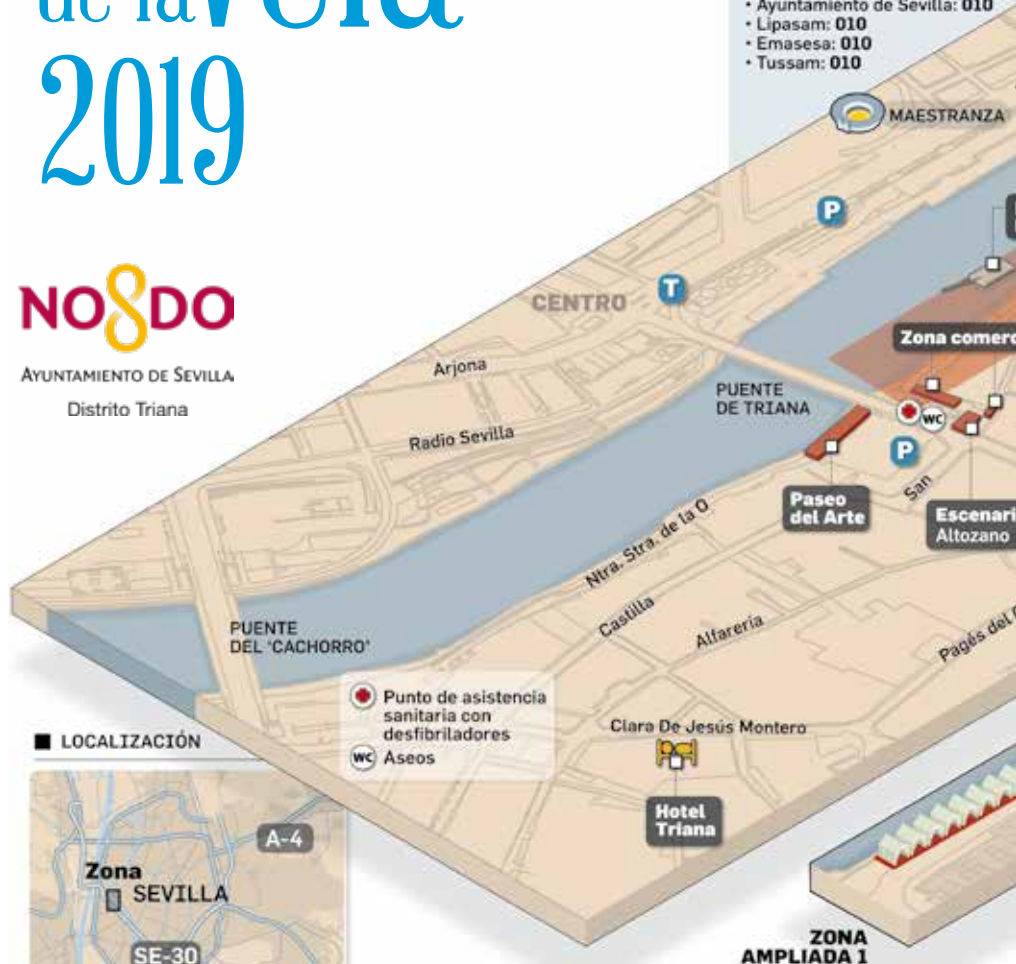 de la Velá
2019
• Ayuntamiento de Sevilla: 010
• Lipasam: 010
• Emasesa: 010
• Tussam: 010
NO8DO
AYUNTAMIENTO DE SEVILLA
Distrito Triana
MAESTRANZA
P
CENTRO
T
Zona comerc
Arjona
PUENTE
DE TRIANA
WC
Radio Sevilla
P
San
Paseo
del Arte
Escenari
Altozano
Ntra. Stra. de la O
Castilla
Alfarería
Pagés del
PUENTE
DEL 'CACHORRO'
Punto de asistencia
sanitaria con
desfibriladores
WC Aseos
Clara De Jesús Montero
Hotel
Triana
LOCALIZACIÓN
A-4
Zona
SEVILLA
SE-30
ZONA
AMPLIADA 1